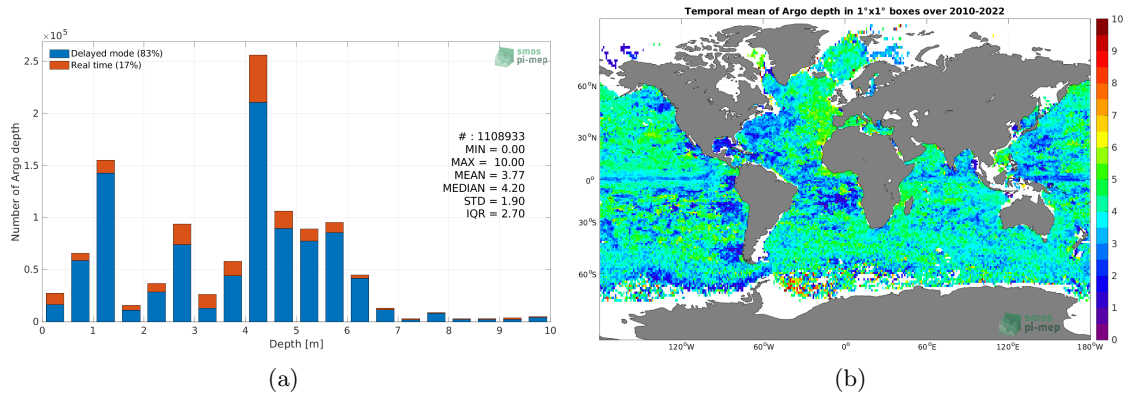 ×10⁵
Delayed mode (83%)
Real time (17%)
smos
pi-mep
# : 1108933
MIN = 0.00
MAX = 10.00
MEAN = 3.77
MEDIAN = 4.20
STD = 1.90
IQR = 2.70
Number of Argo depth
2.5
2
1.5
1
0.5
0
0 1 2 3 4 5 6 7 8 9 10
Depth [m]
(a)
Temporal mean of Argo depth in 1°x1° boxes over 2010-2022
60°N
30°N
0°
30°S
60°S
120°W 60°W 0° 60°E 120°E 180°W
smos
pi-mep
10
9
8
7
6
5
4
3
2
1
0
(b)